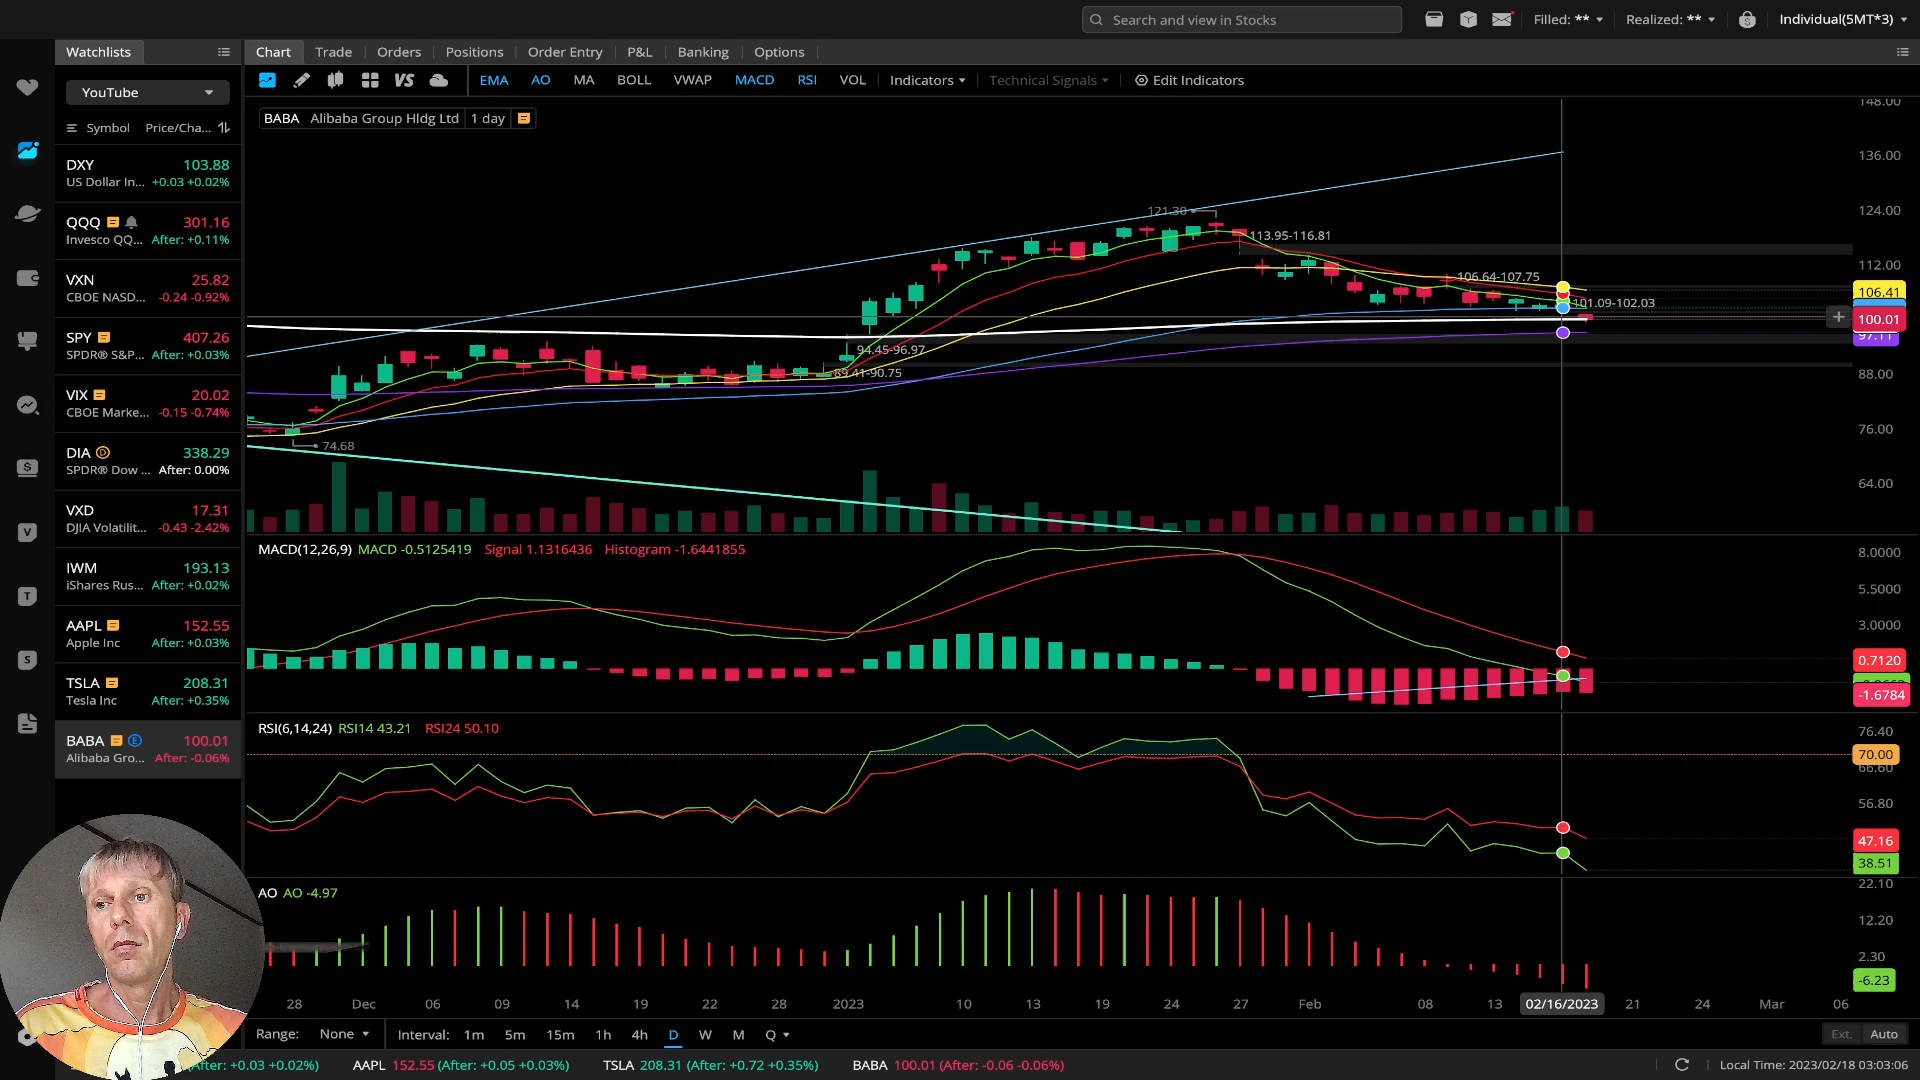 Search and view in Stocks
Filled: **
Realized: **
Individual(5MT*3)
Watchlists
Chart Trade Orders Positions Order Entry P&L Banking Options
YouTube
VS EMA AO MA BOLL VWAP MACD RSI VOL Indicators Technical Signals Edit Indicators
Symbol Price/Cha...
DXY 103.88
US Dollar In... +0.03 +0.02%
QQQ 301.16
Invesco QQ... After: +0.11%
VXN 25.82
CBOE NASD... -0.24 -0.92%
SPY 407.26
SPDR® S&P... After: +0.03%
VIX 20.02
CBOE Marke... -0.15 -0.74%
DIA D 338.29
SPDR® Dow ... After: 0.00%
VXD 17.31
DJIA Volatilit... -0.43 -2.42%
IWM 193.13
iShares Rus... After: +0.02%
AAPL 152.55
Apple Inc After: +0.03%
TSLA 208.31
Tesla Inc After: +0.35%
BABA E 100.01
Alibaba Gro... After: -0.06%
BABA Alibaba Group Hldg Ltd 1 day
148.00
136.00
124.00
112.00
106.41
100.01
97.11
88.00
76.00
64.00
121.30
113.95-116.81
106.64-107.75
101.09-102.03
94.45-96.97
89.41-90.75
74.68
MACD(12,26,9) MACD -0.5125419 Signal 1.1316436 Histogram -1.6441855
8.0000
5.5000
3.0000
0.7120
-1.6784
RSI(6,14,24) RSI14 43.21 RSI24 50.10
76.40
70.00
66.60
56.80
47.16
38.51
AO AO -4.97
22.10
12.20
2.30
-6.23
28 Dec 06 09 14 19 22 28 2023 10 13 19 24 27 Feb 08 13 02/16/2023 21 24 Mar 06
Range: None Interval: 1m 5m 15m 1h 4h D W M Q Ext. Auto
After: +0.03 +0.02%) AAPL 152.55 (After: +0.05 +0.03%) TSLA 208.31 (After: +0.72 +0.35%) BABA 100.01 (After: -0.06 -0.06%) Local Time: 2023/02/18 03:03:06